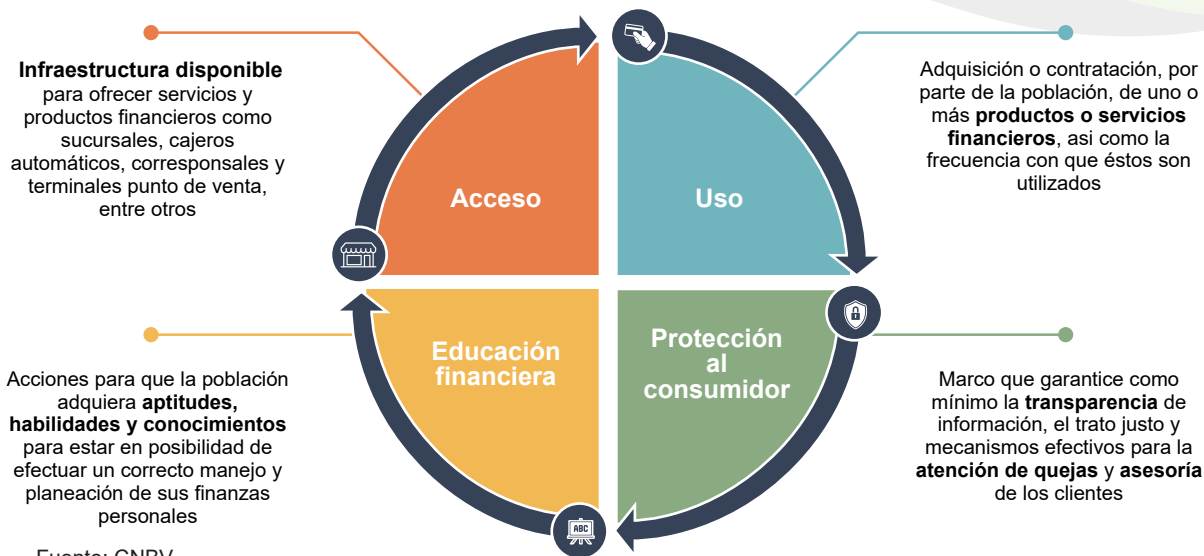 Infraestructura disponible
para ofrecer servicios y
productos financieros como
sucursales, cajeros
automáticos, corresponsales y
terminales punto de venta,
entre otros
Acceso
Uso
Adquisición o contratación, por
parte de la población, de uno o
más productos o servicios
financieros, asi como la
frecuencia con que éstos son
utilizados
Educación
financiera
Protección
al
consumidor
Acciones para que la población
adquiera aptitudes,
habilidades y conocimientos
para estar en posibilidad de
efectuar un correcto manejo y
planeación de sus finanzas
personales
Marco que garantice como
mínimo la transparencia de
información, el trato justo y
mecanismos efectivos para la
atención de quejas y asesoría
de los clientes
ABC
Fuente: CNBV